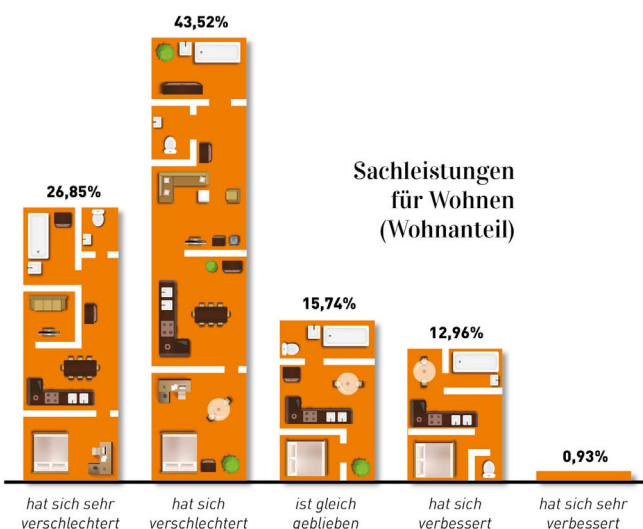 43,52%
26,85%
Sachleistungen
für Wohnen
(Wohnanteil)
15,74%
12,96%
0,93%
hat sich sehr
verschlechtert
hat sich
verschlechtert
ist gleich
geblieben
hat sich
verbessert
hat sich sehr
verbessert